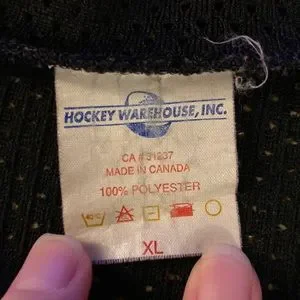 HOCKEY WAREHOUSE, INC.
CA # 31237
MADE IN CANADA
100% POLYESTER
XL